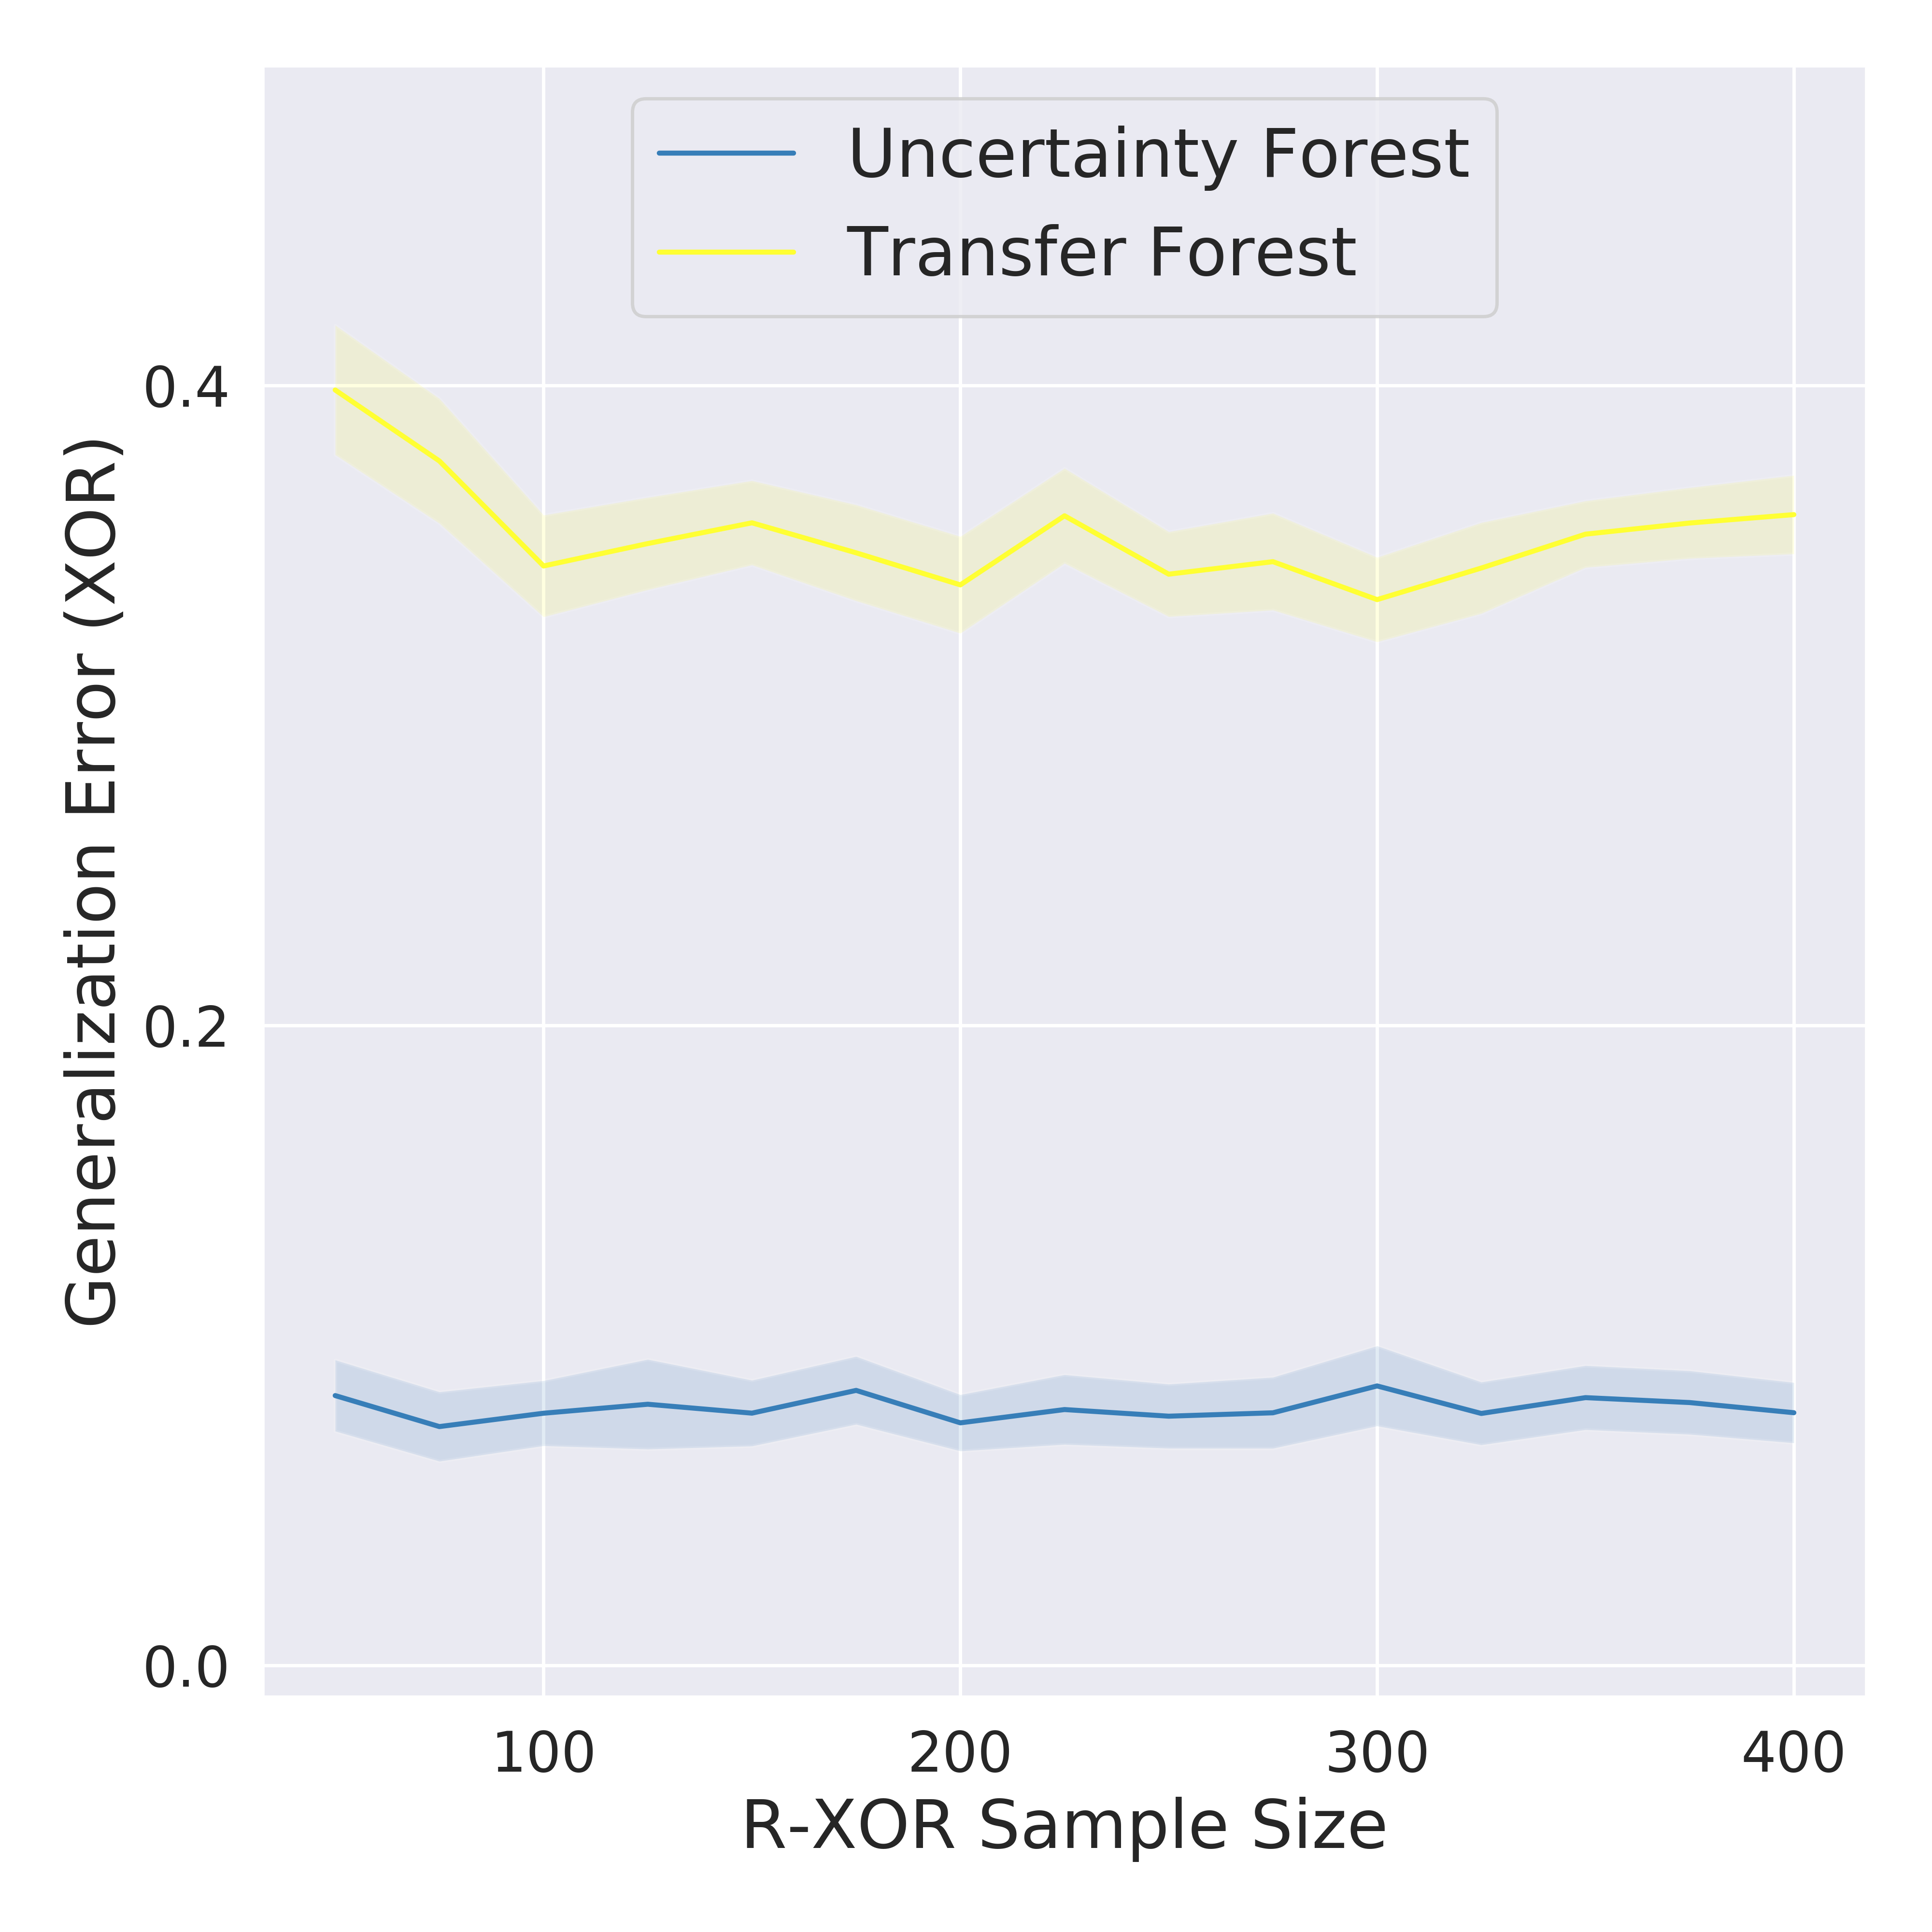 Uncertainty Forest
Transfer Forest
Generalization Error (XOR)
0.4
0.2
0.0
100 200 300 400
R-XOR Sample Size